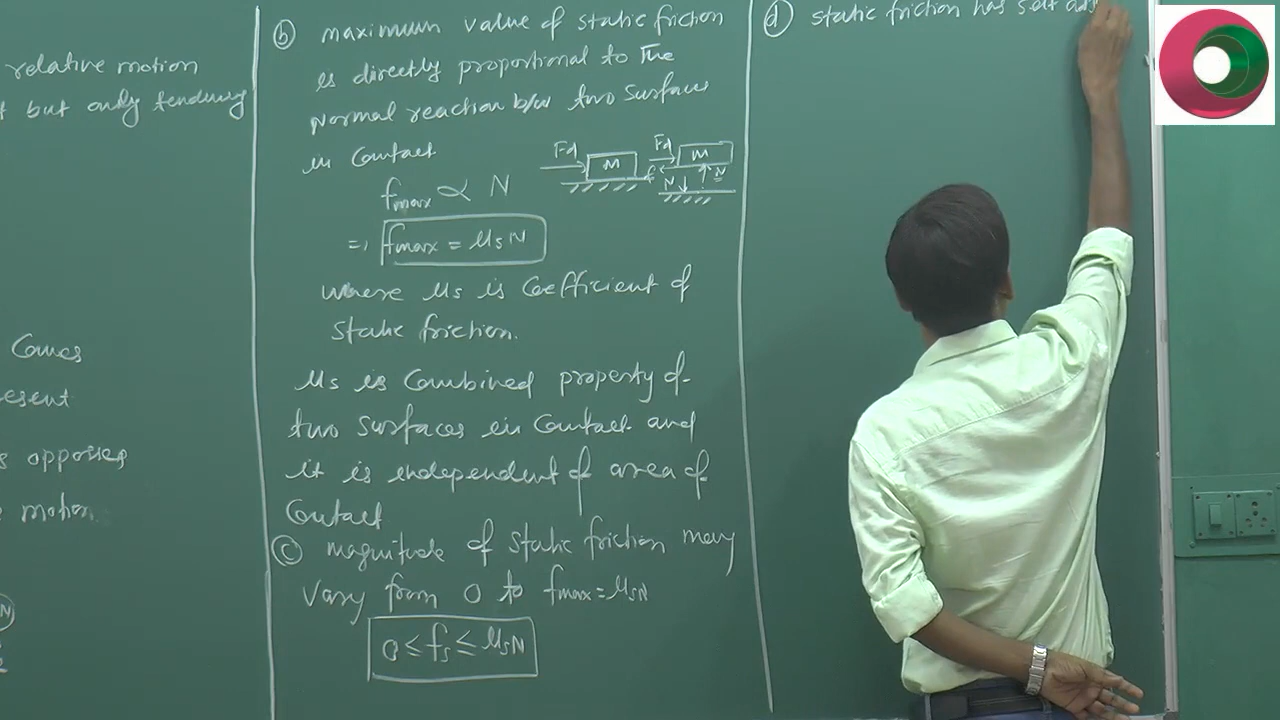 relative motion
but only tendency
Comes
esent
s opposes
motion
N
(b) maximum value of static friction
is directly proportional to The
Normal reaction b/w two surfaces
in Contact
Fd
M
Fd
M
f
N
N
fmax ∝ N
=) fmax = μsN
where μs is Coefficient of
static friction.
μs is Combined property of
two surfaces in Contact and
it is independent of area of
Contact
(c) magnitude of static friction may
vary from 0 to fmax = μsN
0 ≤ fs ≤ μsN
(d) static friction has self